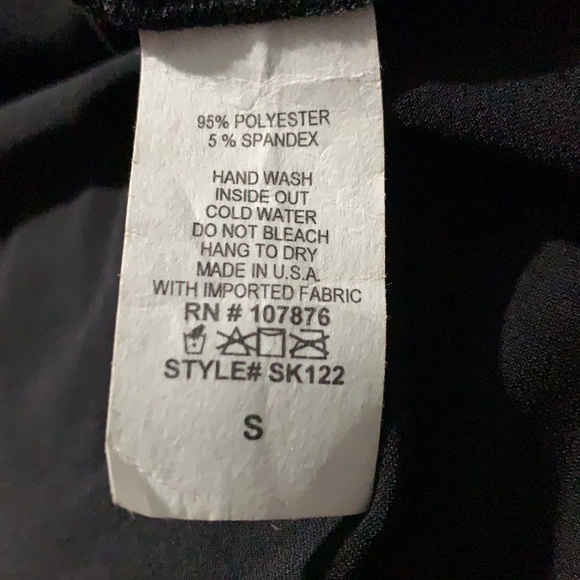 95% POLYESTER
5 % SPANDEX
HAND WASH
INSIDE OUT
COLD WATER
DO NOT BLEACH
HANG TO DRY
MADE IN U.S.A.
WITH IMPORTED FABRIC
RN # 107876
STYLE# SK122
S